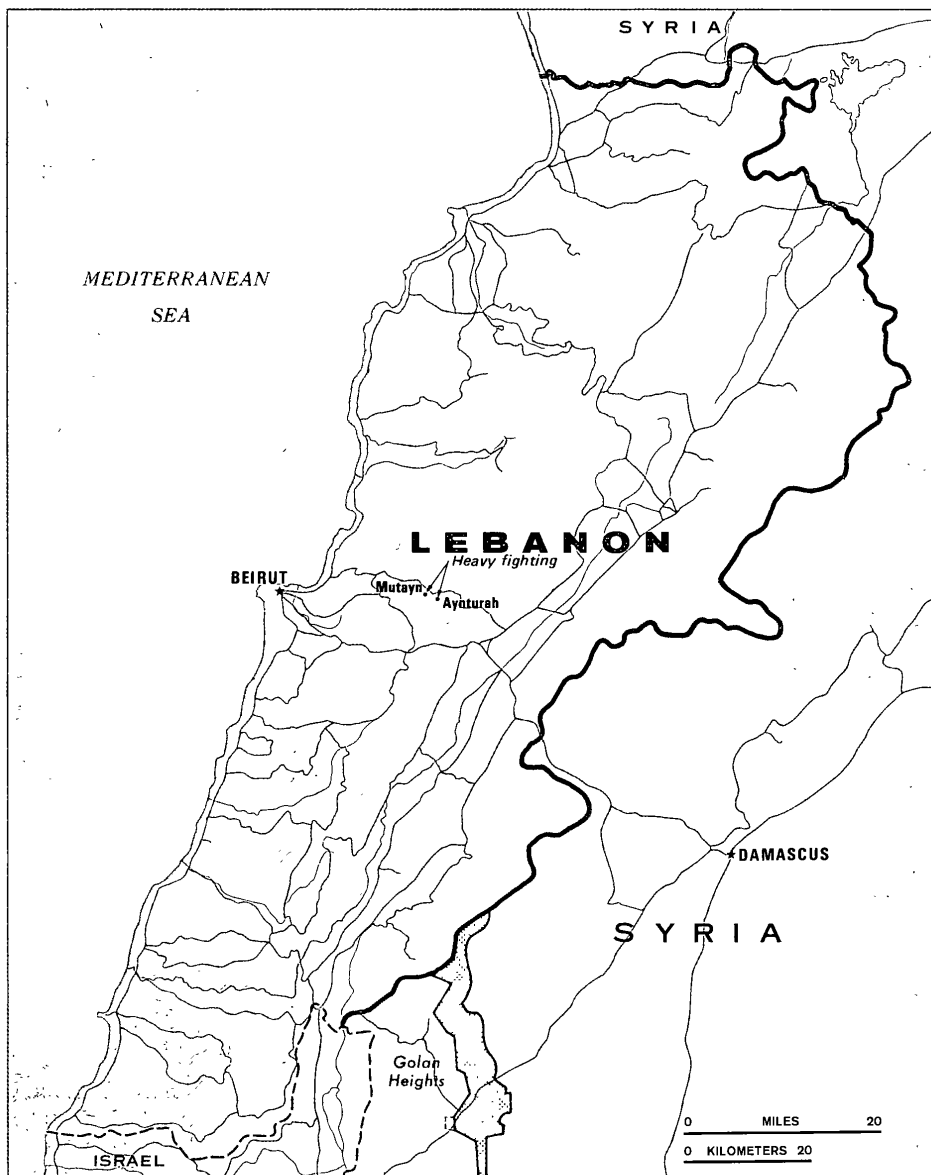 SYRIA
MEDITERRANEAN
SEA
LEBANON
Heavy fighting
BEIRUT
Mutayn
Aynturah
DAMASCUS
SYRIA
Golan
Heights
0 MILES 20
0 KILOMETERS 20
ISRAEL